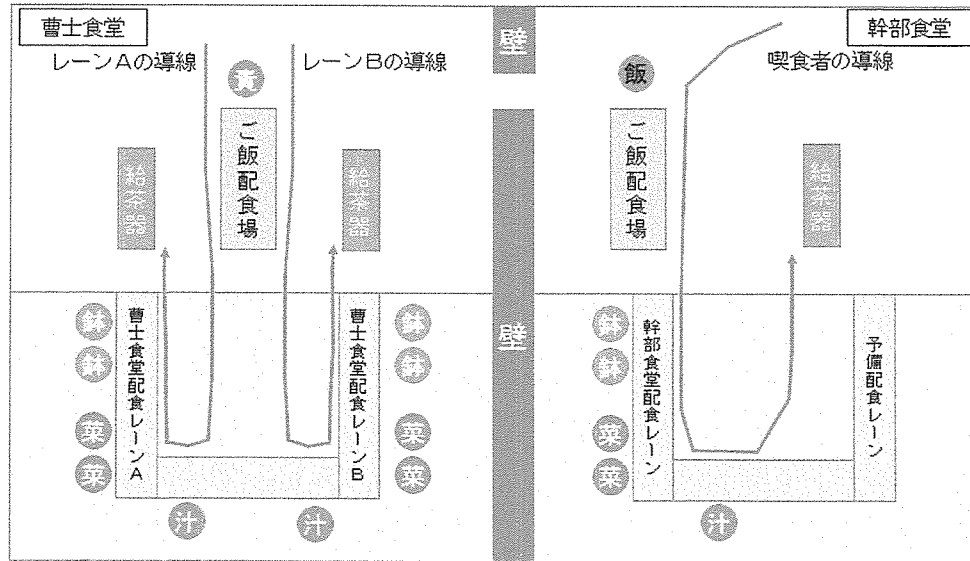 曹士食堂
レーンAの導線
レーンBの導線
責
ご飯配食場
給茶器
給茶器
曹士食堂配食レーンA
曹士食堂配食レーンB
鉢
鉢
菜
菜
鉢
鉢
菜
菜
汁
汁
壁
壁
幹部食堂
喫食者の導線
飯
ご飯配食場
給茶器
幹部食堂配食レーン
予備配食レーン
鉢
鉢
菜
菜
汁